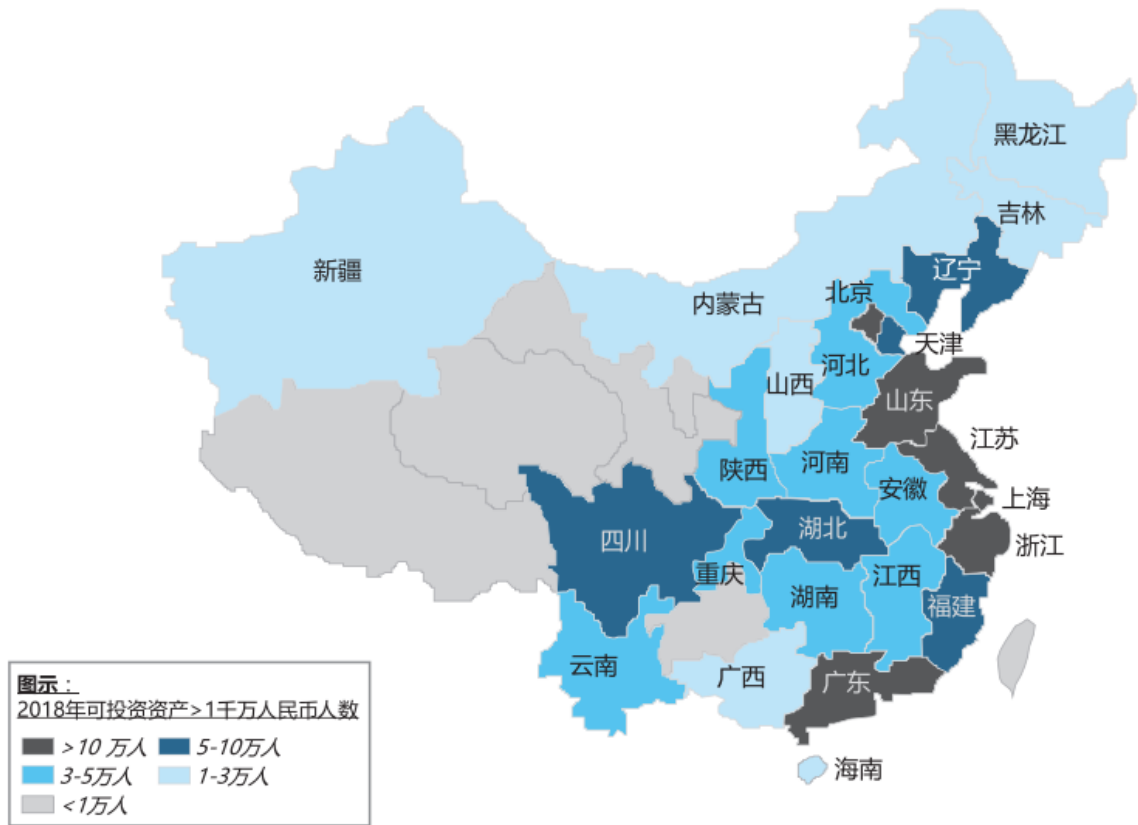 黑龙江
吉林
辽宁
新疆
北京
内蒙古
天津
河北
山西
山东
江苏
陕西
河南
安徽
上海
四川
湖北
浙江
重庆
江西
湖南
福建
云南
广西
广东
海南
图示：
2018年可投资资产>1千万人民币人数
>10 万人
5-10万人
3-5万人
1-3万人
<1万人